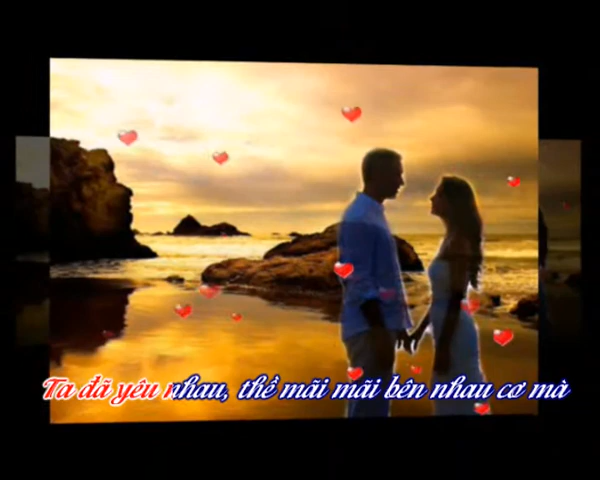 Ta đã yêu nhau, thề mãi mãi bên nhau cơ mà